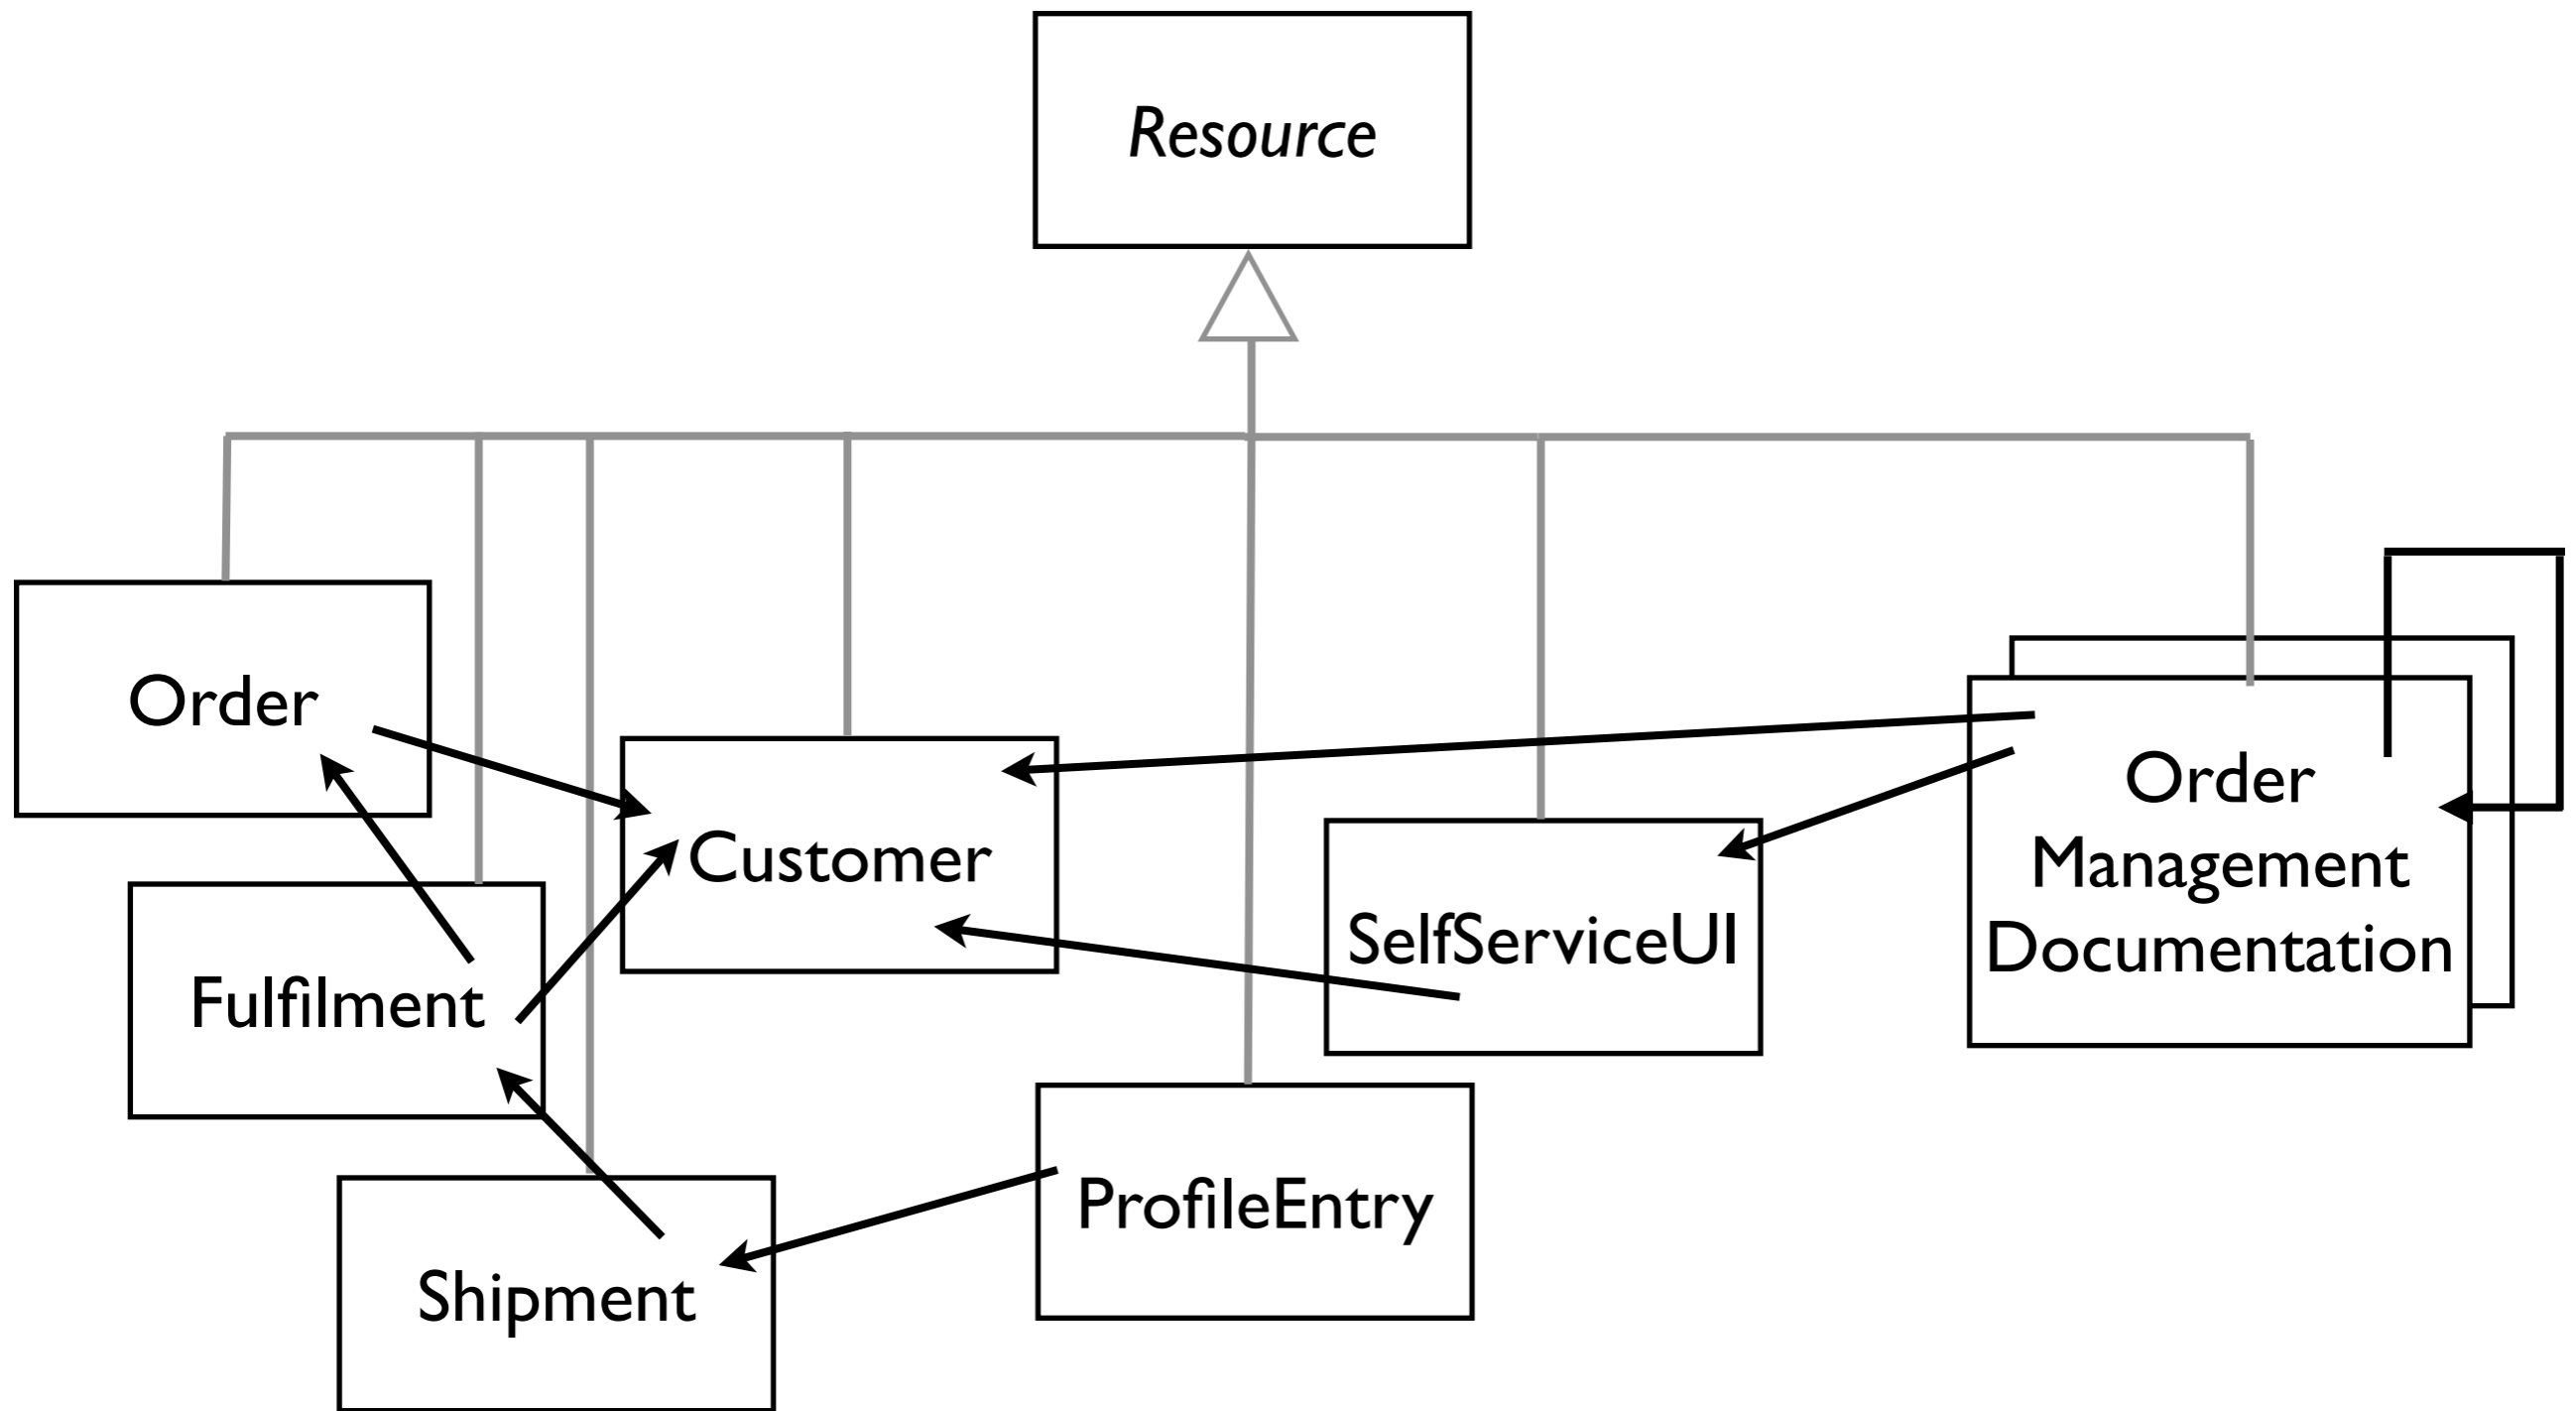 Resource
Order
Customer
Fulfilment
Shipment
ProfileEntry
SelfServiceUI
Order
Management
Documentation